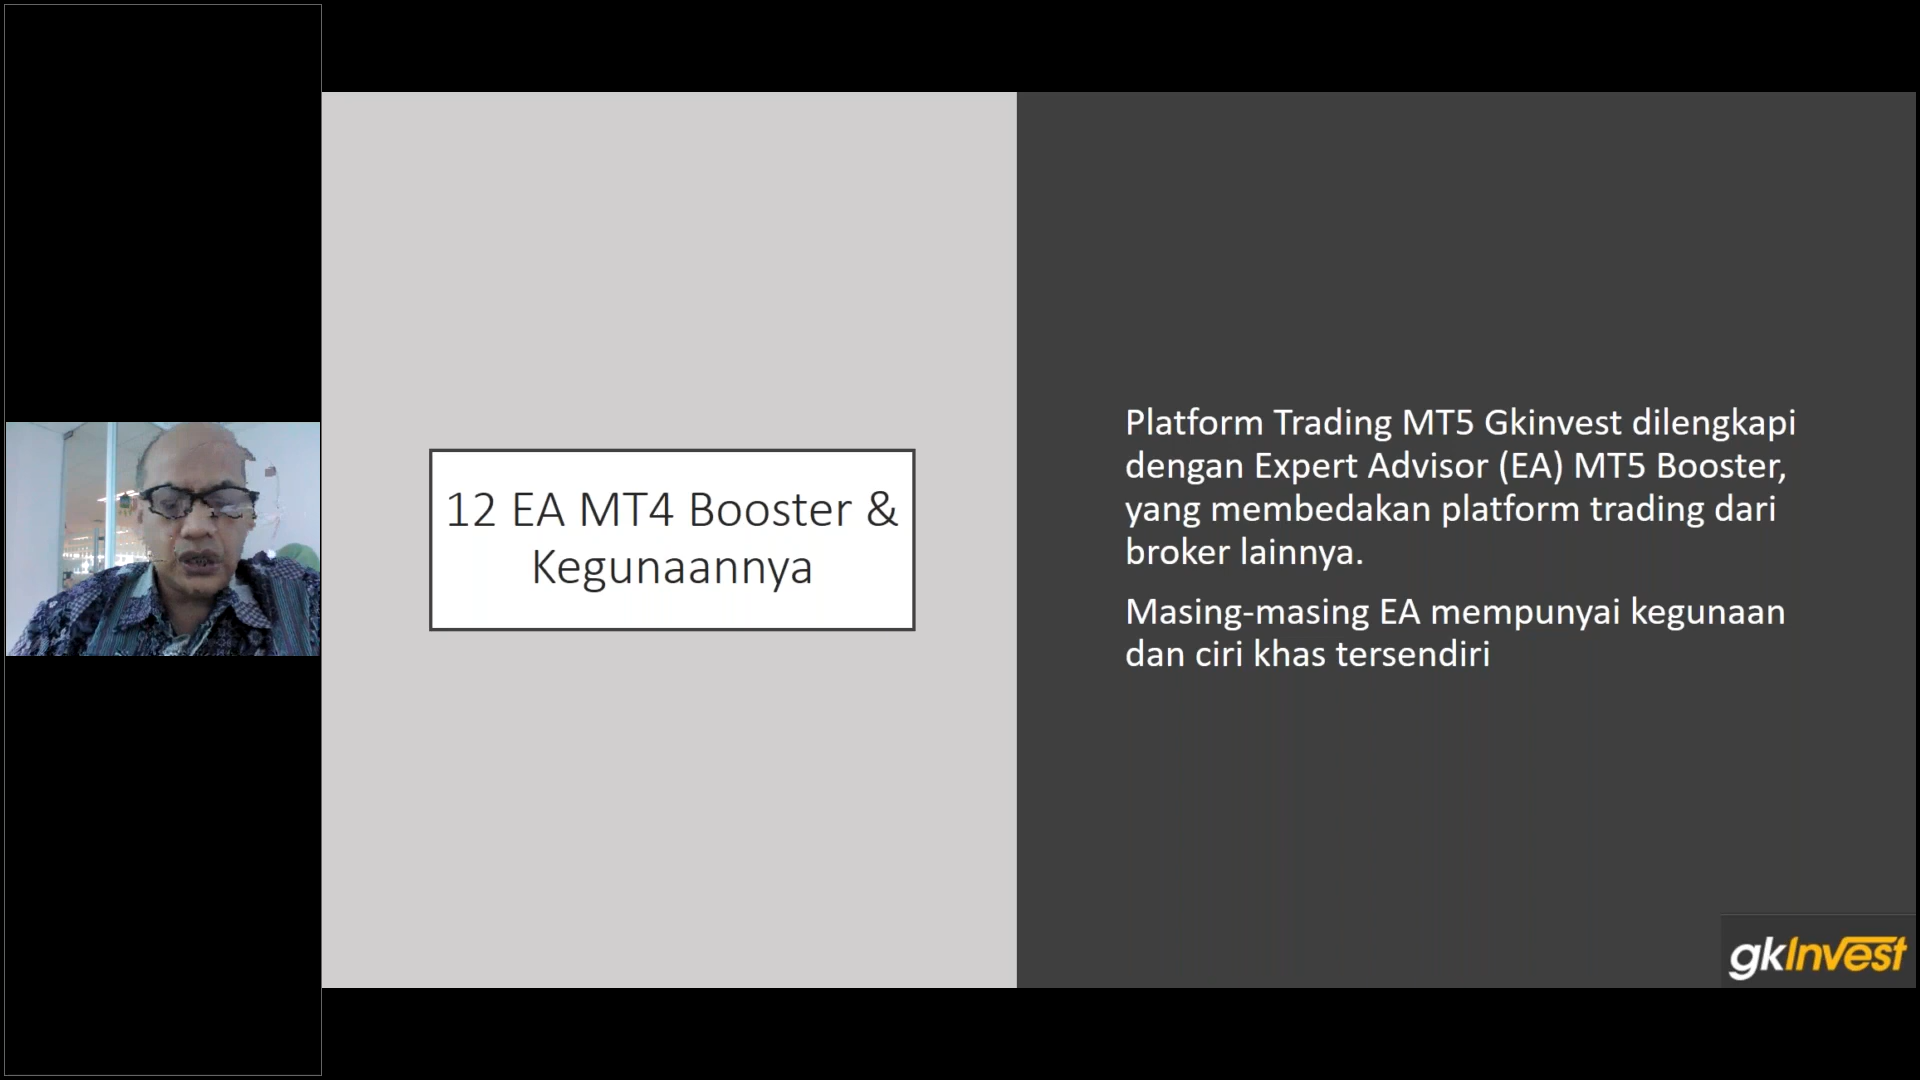 12 EA MT4 Booster &
Kegunaannya
Platform Trading MT5 Gkinvest dilengkapi
dengan Expert Advisor (EA) MT5 Booster,
yang membedakan platform trading dari
broker lainnya.
Masing-masing EA mempunyai kegunaan
dan ciri khas tersendiri
gkInvest